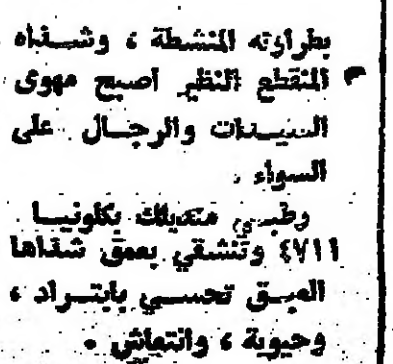 بطراوته المنشطة ، وشذاه
المنقطع النظير اصبح مهوى
السيدات والرجال على
السواء .
وطيبي منديلك بكلونيا
٤٧١١ وتنشقي بعمق شذاها
العبق تحسي بابتراد ،
وحيوية ، وانتعاش .